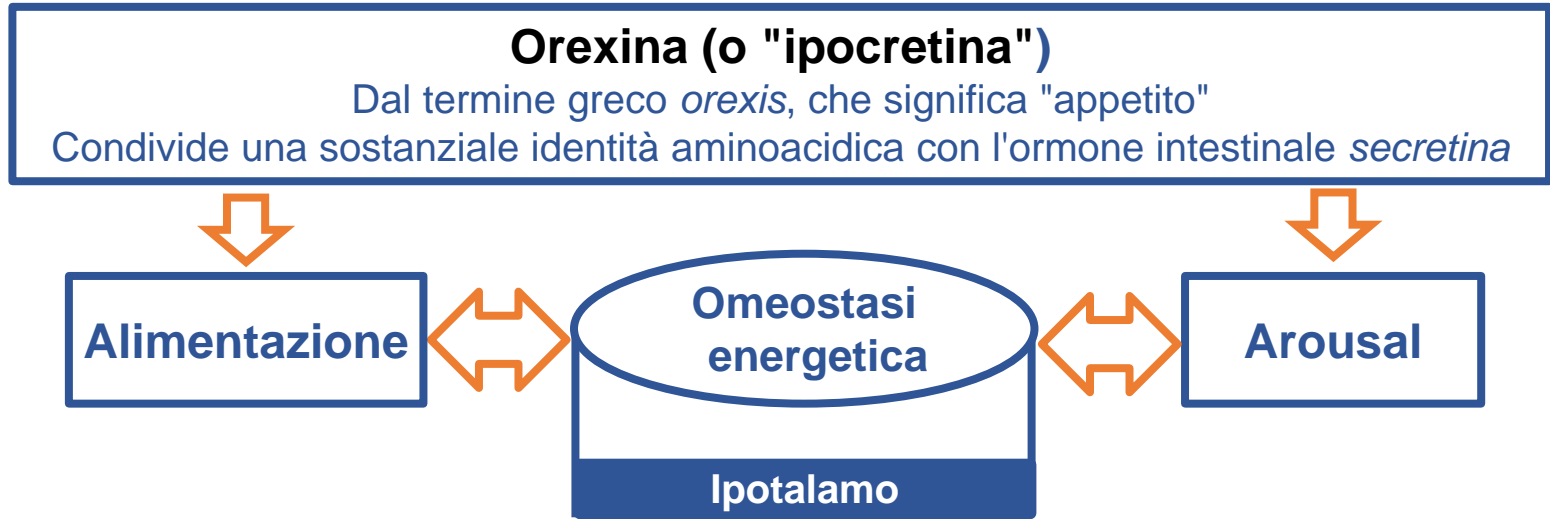 Orexina (o "ipocretina")
Dal termine greco orexis, che significa "appetito"
Condivide una sostanziale identità aminoacidica con l'ormone intestinale secretina
Alimentazione
Omeostasi
energetica
Arousal
Ipotalamo